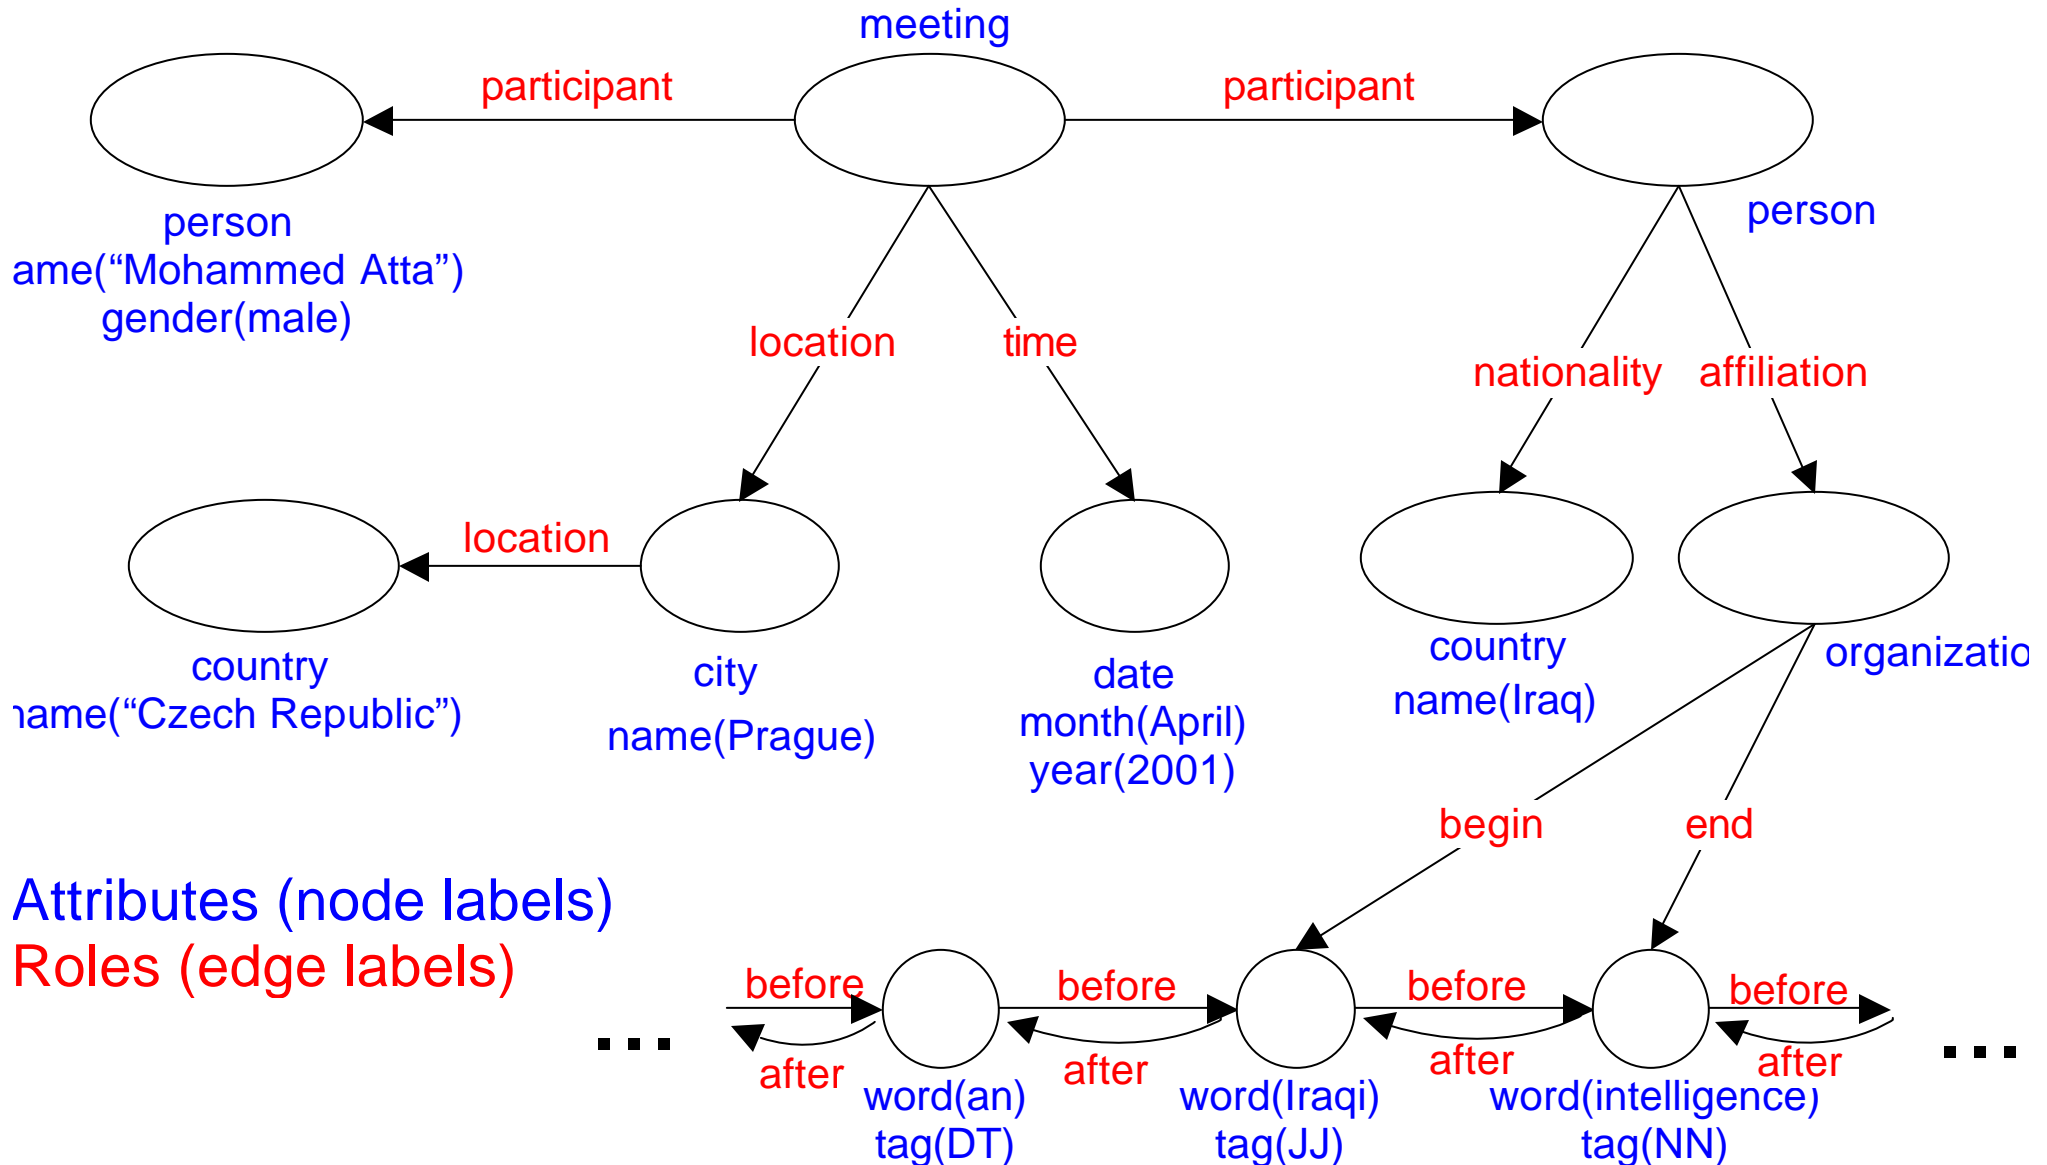 meeting
participant
participant
person
ame(“Mohammed Atta”)
gender(male)
person
location
time
nationality
affiliation
location
country
name(“Czech Republic”)
city
name(Prague)
date
month(April)
year(2001)
country
name(Iraq)
organizatio
begin
end
Attributes (node labels)
Roles (edge labels)
before
before
before
before
...
...
after
after
after
after
word(an)
tag(DT)
word(Iraqi)
tag(JJ)
word(intelligence)
tag(NN)